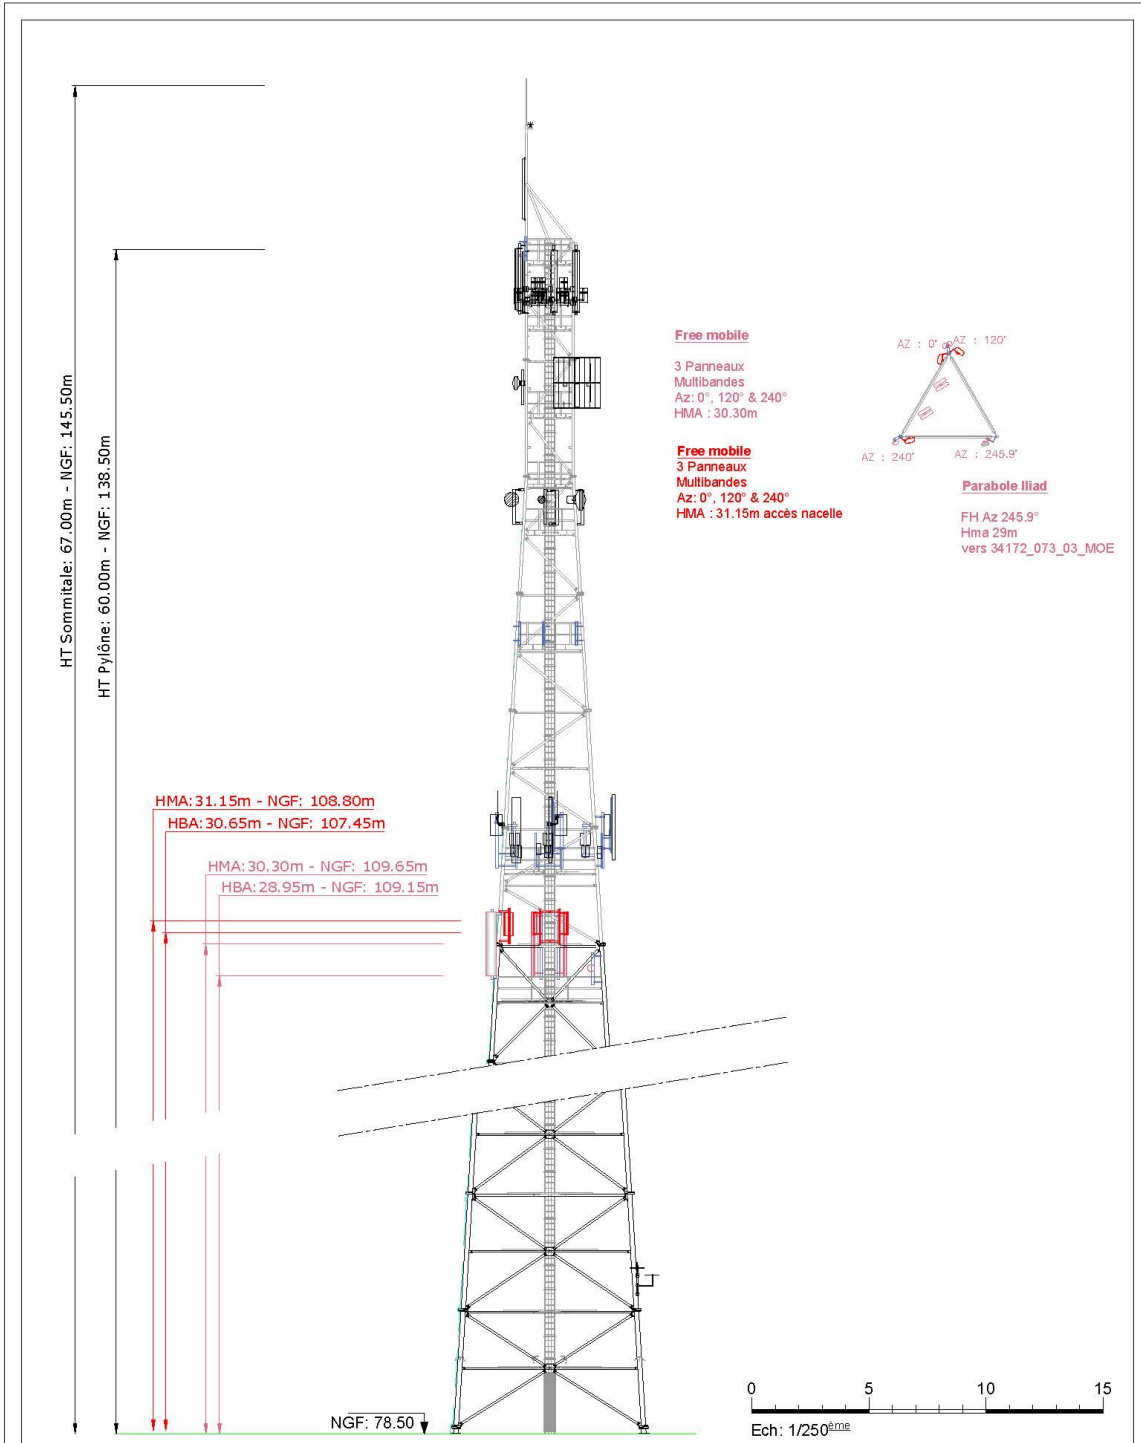 HT Sommitale: 67.00m - NGF: 145.50m
HT Pylône: 60.00m - NGF: 138.50m
Free mobile
3 Panneaux
Multibandes
Az: 0°, 120° & 240°
HMA : 30.30m
Free mobile
3 Panneaux
Multibandes
Az: 0°, 120° & 240°
HMA : 31.15m accès nacelle
AZ : 0°
AZ : 120°
AZ : 240°
AZ : 245.9°
Parabole Iliad
FH Az 245.9°
Hma 29m
vers 34172_073_03_MOE
HMA: 31.15m - NGF: 108.80m
HBA: 30.65m - NGF: 107.45m
HMA: 30.30m - NGF: 109.65m
HBA: 28.95m - NGF: 109.15m
NGF: 78.50
0 5 10 15
Ech: 1/250ème